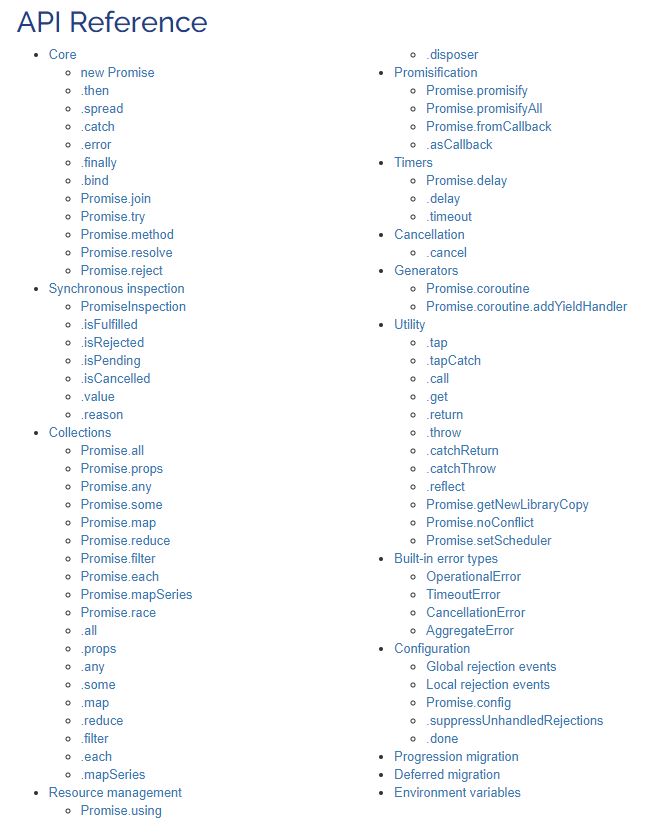 API Reference
Core
new Promise
.then
.spread
.catch
.error
.finally
.bind
Promise.join
Promise.try
Promise.method
Promise.resolve
Promise.reject
Synchronous inspection
PromiseInspection
.isFulfilled
.isRejected
.isPending
.isCancelled
.value
.reason
Collections
Promise.all
Promise.props
Promise.any
Promise.some
Promise.map
Promise.reduce
Promise.filter
Promise.each
Promise.mapSeries
Promise.race
.all
.props
.any
.some
.map
.reduce
.filter
.each
.mapSeries
Resource management
Promise.using
.disposer
Promisification
Promise.promisify
Promise.promisifyAll
Promise.fromCallback
.asCallback
Timers
Promise.delay
.delay
.timeout
Cancellation
.cancel
Generators
Promise.coroutine
Promise.coroutine.addYieldHandler
Utility
.tap
.tapCatch
.call
.get
.return
.throw
.catchReturn
.catchThrow
.reflect
Promise.getNewLibraryCopy
Promise.noConflict
Promise.setScheduler
Built-in error types
OperationalError
TimeoutError
CancellationError
AggregateError
Configuration
Global rejection events
Local rejection events
Promise.config
.suppressUnhandledRejections
.done
Progression migration
Deferred migration
Environment variables